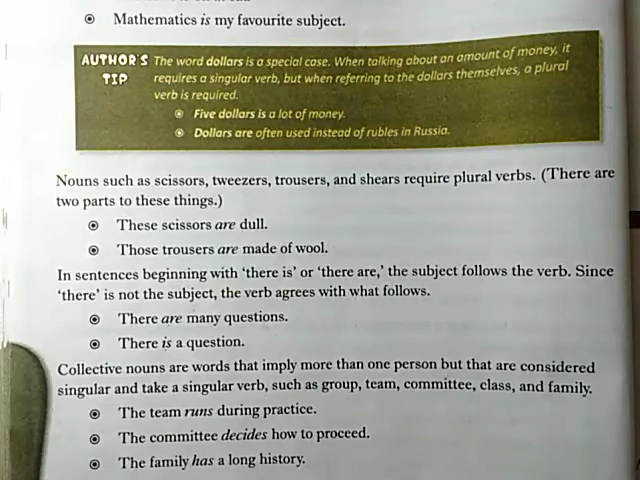 Mathematics is my favourite subject.
AUTHOR'S TIP
The word dollars is a special case. When talking about an amount of money, it
requires a singular verb, but when referring to the dollars themselves, a plural
verb is required.
Five dollars is a lot of money.
Dollars are often used instead of rubles in Russia.
Nouns such as scissors, tweezers, trousers, and shears require plural verbs. (There are
two parts to these things.)
These scissors are dull.
Those trousers are made of wool.
In sentences beginning with ‘there is’ or ‘there are,’ the subject follows the verb. Since
‘there’ is not the subject, the verb agrees with what follows.
There are many questions.
There is a question.
Collective nouns are words that imply more than one person but that are considered
singular and take a singular verb, such as group, team, committee, class, and family.
The team runs during practice.
The committee decides how to proceed.
The family has a long history.